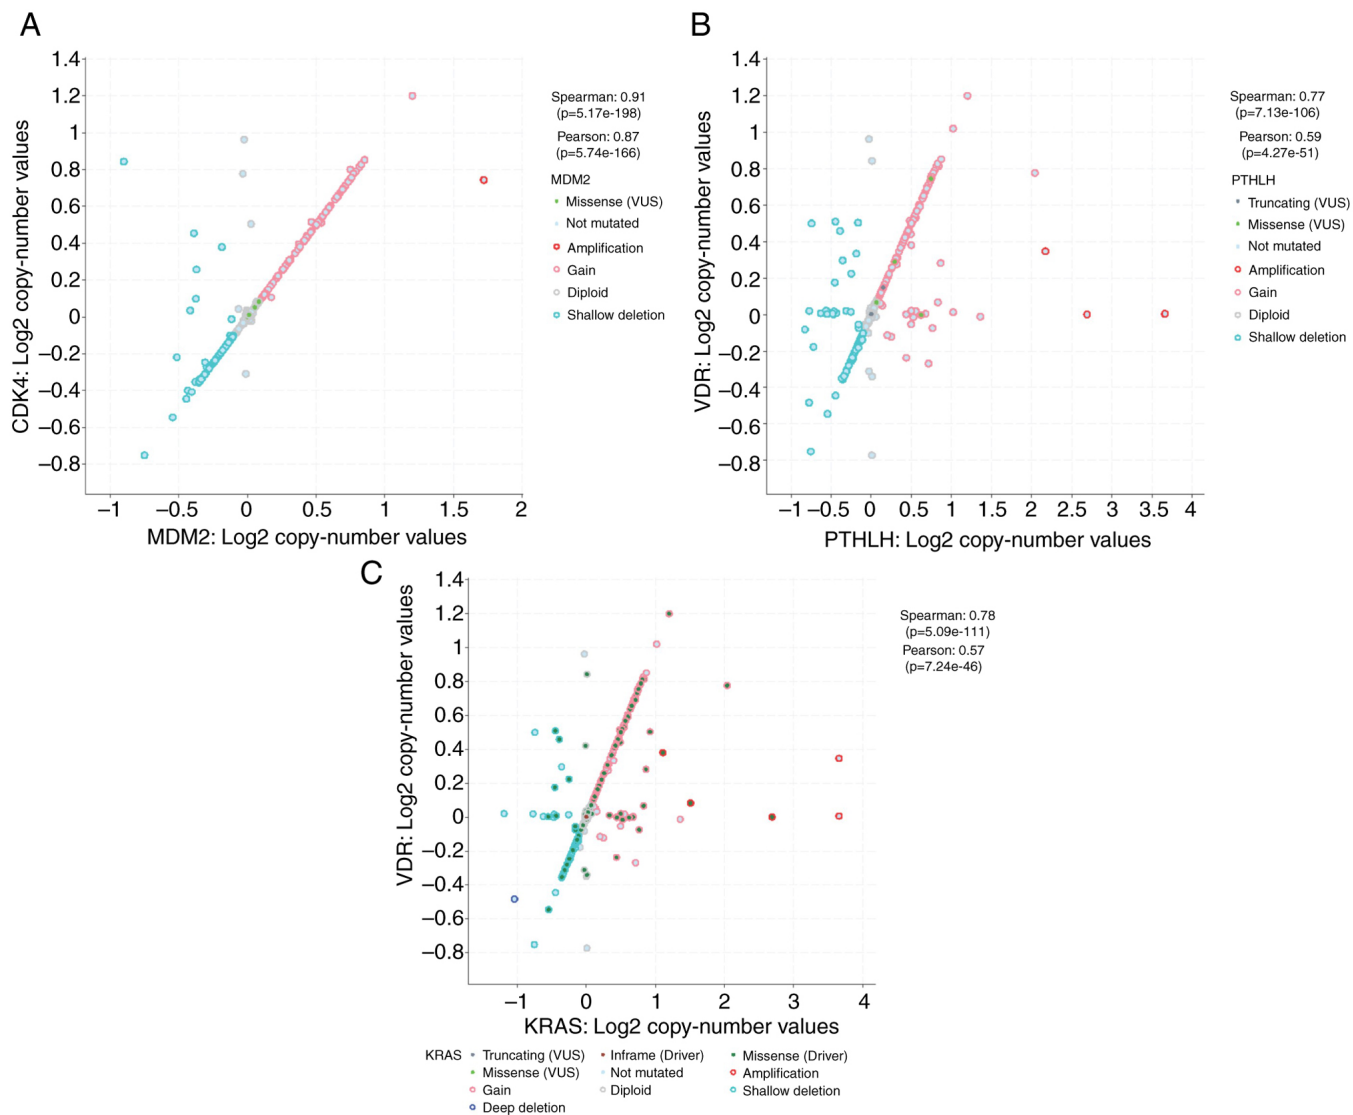 A
1.4
1.2
1
0.8
0.6
0.4
0.2
0
−0.2
−0.4
−0.6
−0.8
CDK4: Log2 copy-number values
−1 −0.5 0 0.5 1 1.5 2
MDM2: Log2 copy-number values
Spearman: 0.91
(p=5.17e-198)
Pearson: 0.87
(p=5.74e-166)
MDM2
Missense (VUS)
Not mutated
Amplification
Gain
Diploid
Shallow deletion
B
1.4
1.2
1
0.8
0.6
0.4
0.2
0
−0.2
−0.4
−0.6
−0.8
VDR: Log2 copy-number values
−1 −0.5 0 0.5 1 1.5 2 2.5 3 3.5 4
PTHLH: Log2 copy-number values
Spearman: 0.77
(p=7.13e-106)
Pearson: 0.59
(p=4.27e-51)
PTHLH
Truncating (VUS)
Missense (VUS)
Not mutated
Amplification
Gain
Diploid
Shallow deletion
C
1.4
1.2
1
0.8
0.6
0.4
0.2
0
−0.2
−0.4
−0.6
−0.8
VDR: Log2 copy-number values
−1 0 1 2 3 4
KRAS: Log2 copy-number values
Spearman: 0.78
(p=5.09e-111)
Pearson: 0.57
(p=7.24e-46)
KRAS Truncating (VUS) Inframe (Driver) Missense (Driver)
Missense (VUS) Not mutated Amplification
Gain Diploid Shallow deletion
Deep deletion